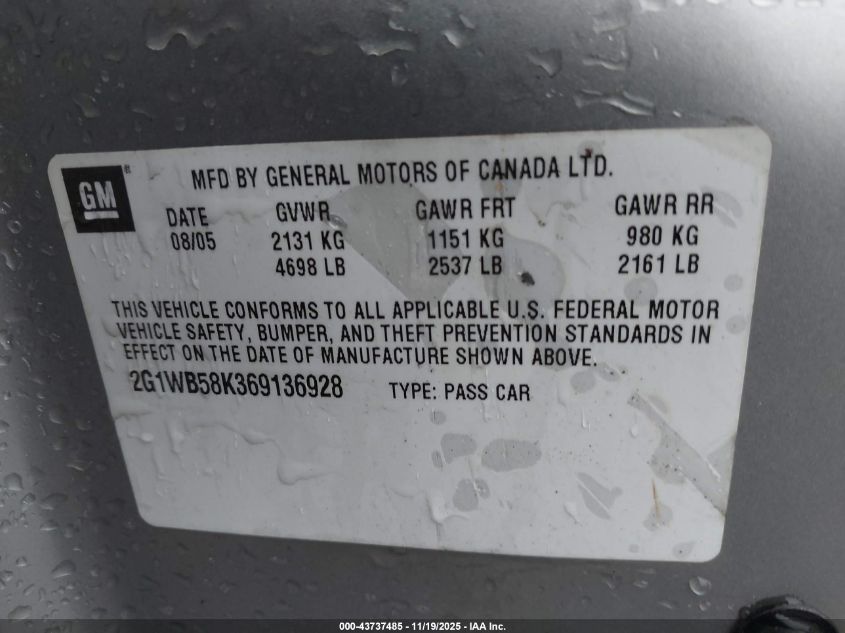 GM
®
MFD BY GENERAL MOTORS OF CANADA LTD.
DATE GVWR GAWR FRT GAWR RR
08/05 2131 KG 1151 KG 980 KG
4698 LB 2537 LB 2161 LB
THIS VEHICLE CONFORMS TO ALL APPLICABLE U.S. FEDERAL MOTOR
VEHICLE SAFETY, BUMPER, AND THEFT PREVENTION STANDARDS IN
EFFECT ON THE DATE OF MANUFACTURE SHOWN ABOVE.
2G1WB58K369136928 TYPE: PASS CAR
000-43737485 - 11/19/2025 - IAA Inc.